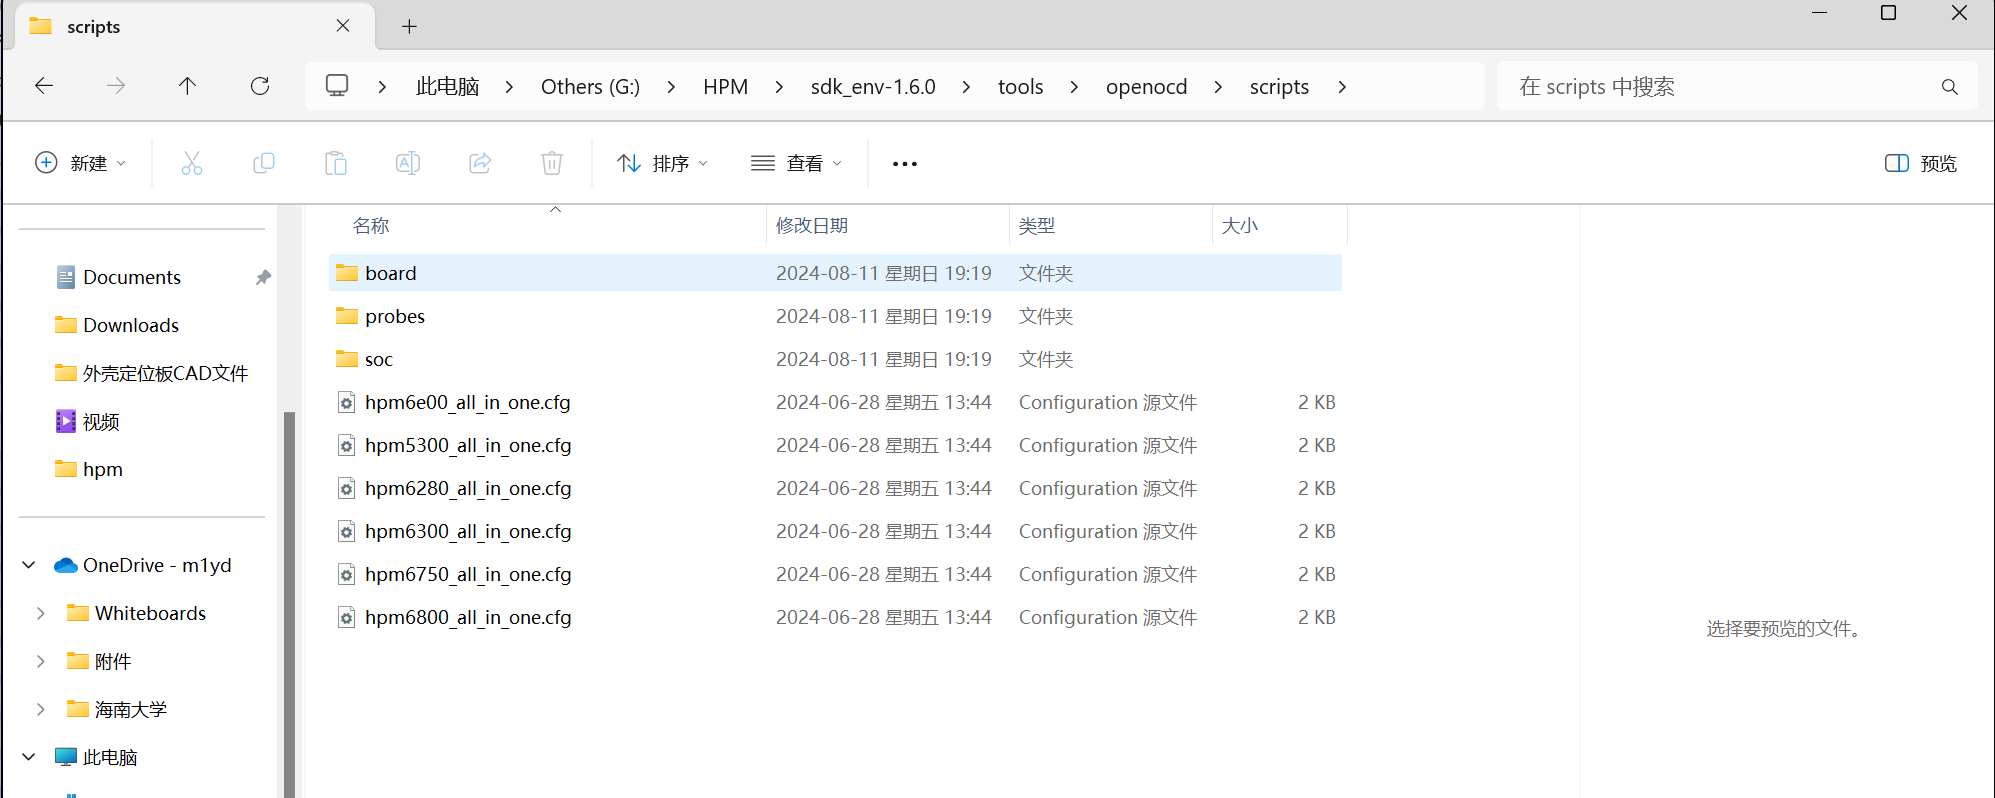 scripts
此电脑 Others (G:) HPM sdk_env-1.6.0 tools openocd scripts 在 scripts 中搜索
新建 排序 查看 预览
名称 修改日期 类型 大小
Documents
Downloads
外壳定位板CAD文件
视频
hpm
OneDrive - m1yd
Whiteboards
附件
海南大学
此电脑
board 2024-08-11 星期日 19:19 文件夹
probes 2024-08-11 星期日 19:19 文件夹
soc 2024-08-11 星期日 19:19 文件夹
hpm6e00_all_in_one.cfg 2024-06-28 星期五 13:44 Configuration 源文件 2 KB
hpm5300_all_in_one.cfg 2024-06-28 星期五 13:44 Configuration 源文件 2 KB
hpm6280_all_in_one.cfg 2024-06-28 星期五 13:44 Configuration 源文件 2 KB
hpm6300_all_in_one.cfg 2024-06-28 星期五 13:44 Configuration 源文件 2 KB
hpm6750_all_in_one.cfg 2024-06-28 星期五 13:44 Configuration 源文件 2 KB
hpm6800_all_in_one.cfg 2024-06-28 星期五 13:44 Configuration 源文件 2 KB
选择要预览的文件。